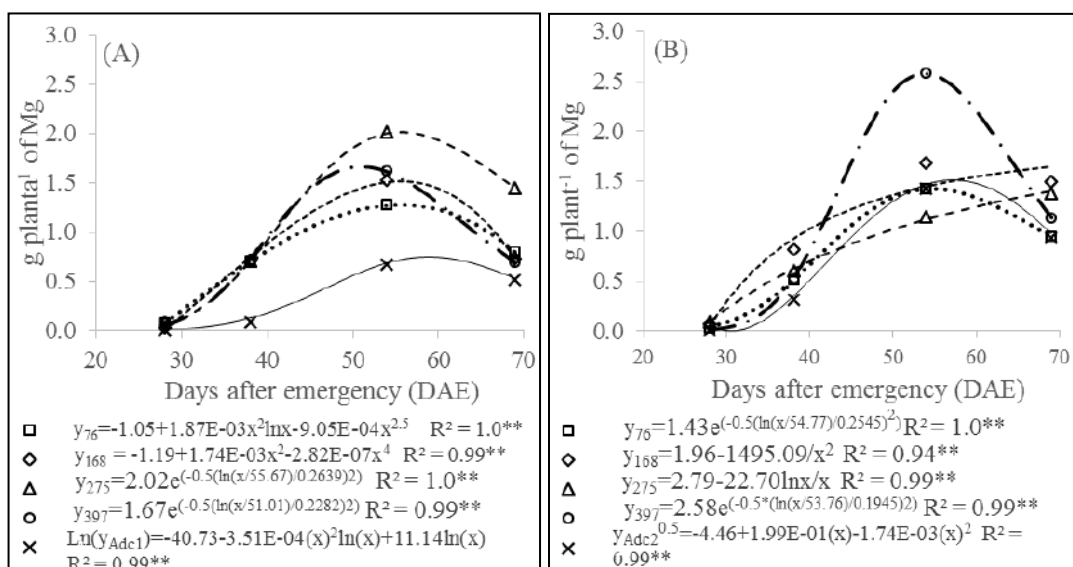 3.0
(A)
2.5
2.0
1.5
1.0
0.5
0.0
g planta¹ of Mg
20 30 40 50 60 70
Days after emergency (DAE)
y₇₆=-1.05+1.87E-03x²lnx-9.05E-04x²·⁵ R² = 1.0**
y₁₆₈ = -1.19+1.74E-03x²-2.82E-07x⁴ R² = 0.99**
y₂₇₅=2.02e^(-0.5(ln(x/55.67)/0.2639)2) R² = 1.0**
y₃₉₇=1.67e^(-0.5(ln(x/51.01)/0.2282)2) R² = 0.99**
Ln(y_Adc1)=-40.73-3.51E-04(x)²ln(x)+11.14ln(x)
R² = 0.99**
3.0
(B)
2.5
2.0
1.5
1.0
0.5
0.0
g plant⁻¹ of Mg
20 30 40 50 60 70
Days after emergency (DAE)
y₇₆=1.43e^(-0.5(ln(x/54.77)/0.2545)²) R² = 1.0**
y₁₆₈=1.96-1495.09/x² R² = 0.94**
y₂₇₅=2.79-22.70lnx/x R² = 0.99**
y₃₉₇=2.58e^(-0.5*(ln(x/53.76)/0.1945)2) R² = 0.99**
y_Adc2^0.5=-4.46+1.99E-01(x)-1.74E-03(x)² R² =
0.99**